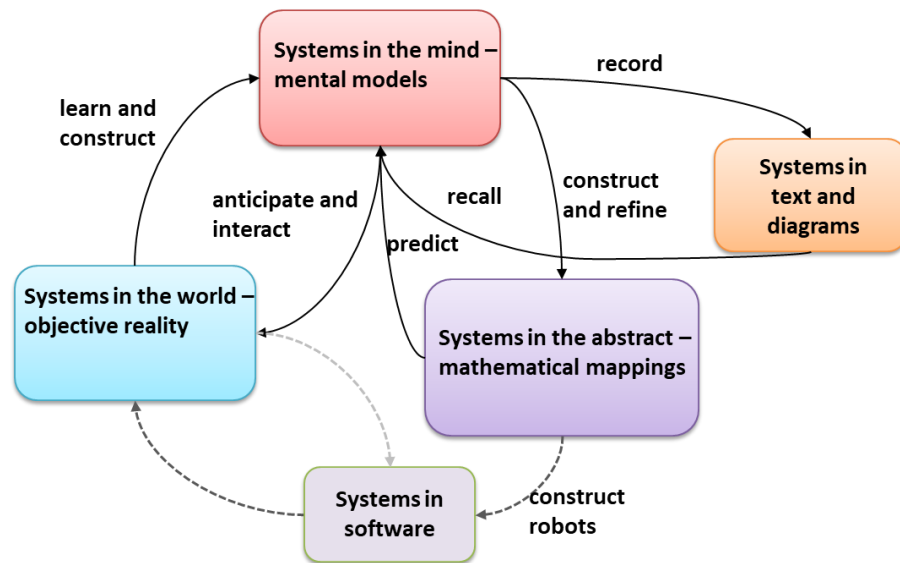 Systems in the mind –
mental models
record
learn and
construct
Systems in
text and
diagrams
anticipate and
interact
recall
construct
and refine
predict
Systems in the world –
objective reality
Systems in the abstract –
mathematical mappings
Systems in
software
construct
robots